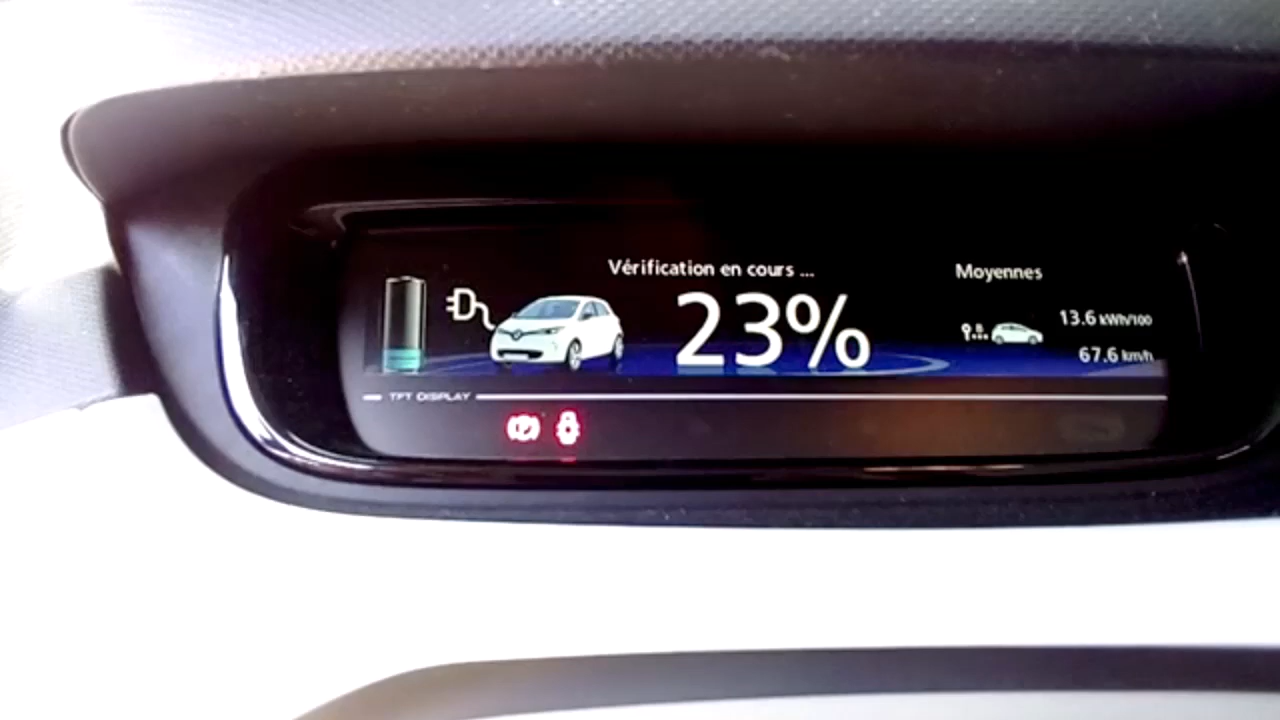 Vérification en cours ...
23%
Moyennes
13.6 kWh/100
67.6 km/h
TFT DISPLAY